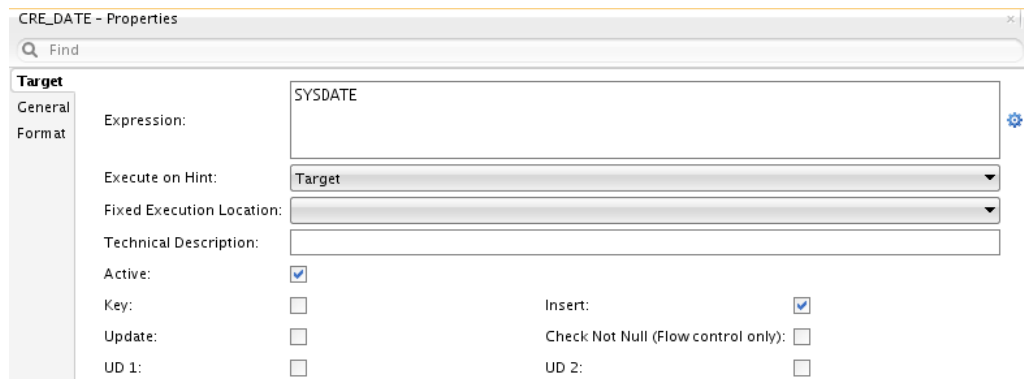 CRE_DATE - Properties
Find
Target
General
Format
Expression:
SYSDATE
Execute on Hint:
Target
Fixed Execution Location:
Technical Description:
Active:
Key:
Insert:
Update:
Check Not Null (Flow control only):
UD 1:
UD 2: